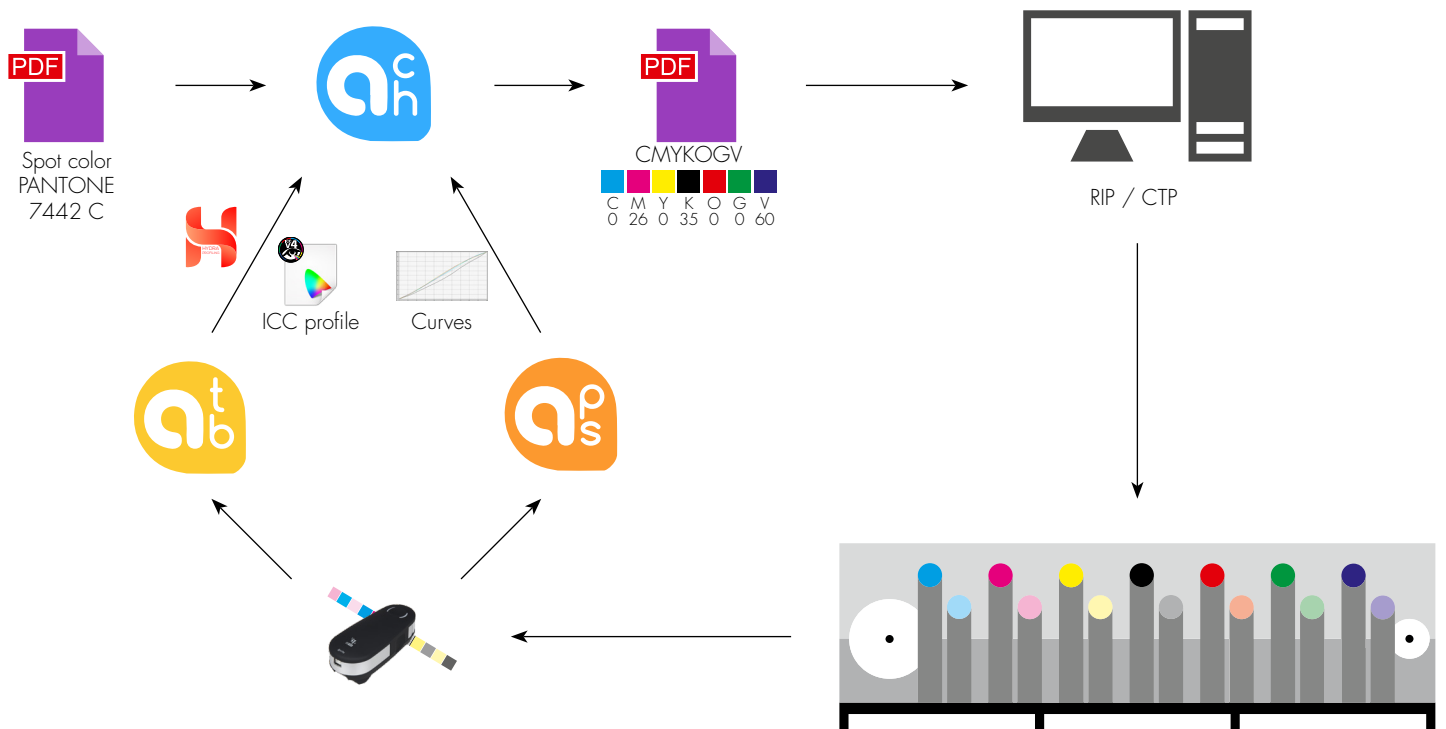 PDF
Spot color
PANTONE
7442 C
a c h
PDF
CMYKOGV
C M Y K O G V
0 26 0 35 0 0 60
RIP / CTP
H
V4
ICC profile
Curves
a t b
a p s